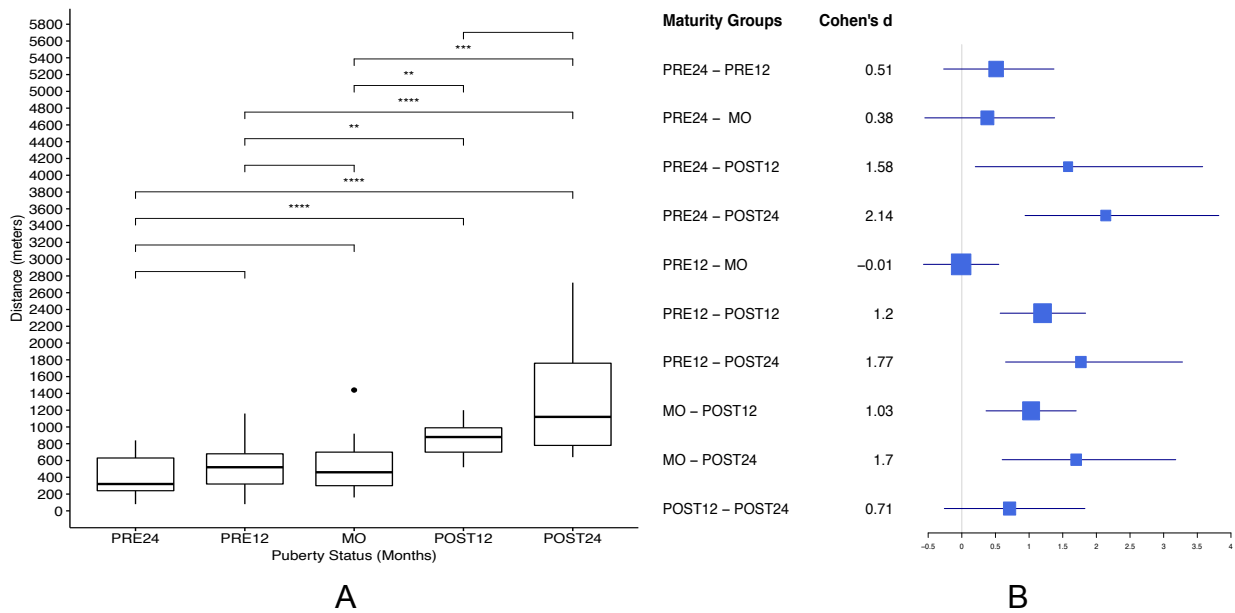 5800
5600
5400
5200
5000
4800
4600
4400
4200
4000
3800
3600
3400
3200
3000
2800
2600
2400
2200
2000
1800
1600
1400
1200
1000
800
600
400
200
0
Distance (meters)
***
**
****
**
****
****
PRE24 PRE12 MO POST12 POST24
Puberty Status (Months)
A
Maturity Groups Cohen's d
PRE24 – PRE12 0.51
PRE24 – MO 0.38
PRE24 – POST12 1.58
PRE24 – POST24 2.14
PRE12 – MO −0.01
PRE12 – POST12 1.2
PRE12 – POST24 1.77
MO – POST12 1.03
MO – POST24 1.7
POST12 – POST24 0.71
-0.5 0 0.5 1 1.5 2 2.5 3 3.5 4
B